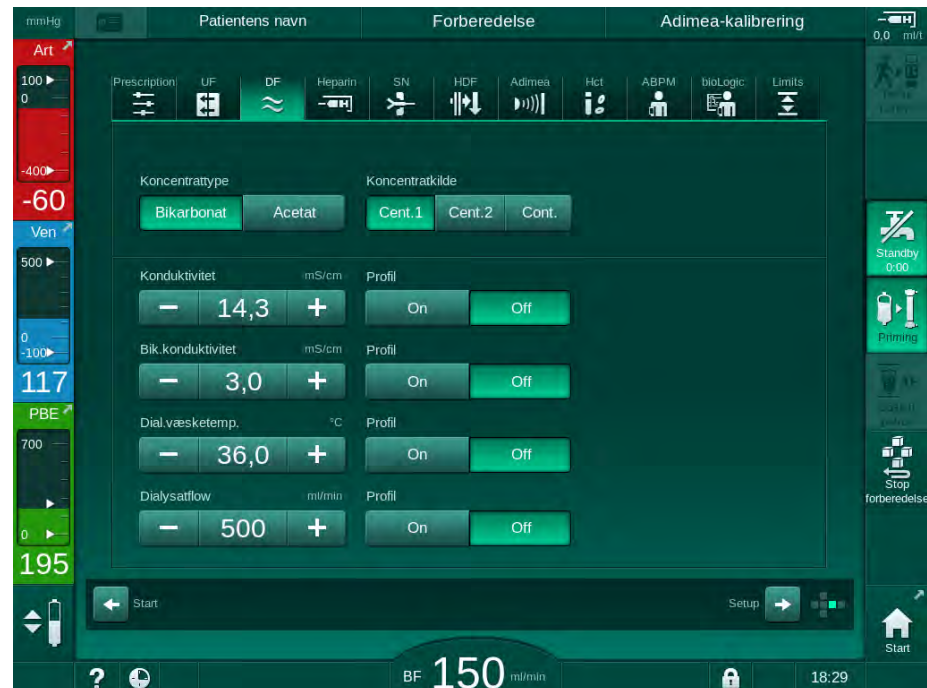 mmHg
Patientens navn
Forberedelse
Adimea-kalibrering
0,0 ml/t
Art
100
0
-400
-60
Ven
500
0
-100
117
PBE
700
0
195
Prescription UF DF Heparin SN HDF Adimea Hct ABPM bioLogic Limits
Koncentrattype Koncentratkilde
Bikarbonat Acetat Cent.1 Cent.2 Cont.
Konduktivitet mS/cm Profil
− 14,3 + On Off
Bik.konduktivitet mS/cm Profil
− 3,0 + On Off
Dial.væsketemp. °C Profil
− 36,0 + On Off
Dialysatflow ml/min Profil
− 500 + On Off
Start Setup
Standby
0:00
Priming
Stop
forberedelse
Start
? BF 150 ml/min 18:29